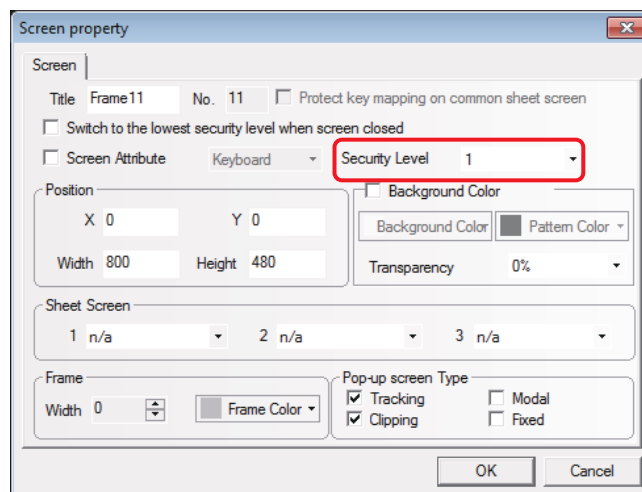 Screen property
Screen
Title Frame11 No. 11 Protect key mapping on common sheet screen
Switch to the lowest security level when screen closed
Screen Attribute Keyboard Security Level 1
Position Background Color
X 0 Y 0 Background Color Pattern Color
Width 800 Height 480 Transparency 0%
Sheet Screen
1 n/a 2 n/a 3 n/a
Frame Pop-up screen Type
Width 0 Frame Color Tracking Modal
Clipping Fixed
OK Cancel